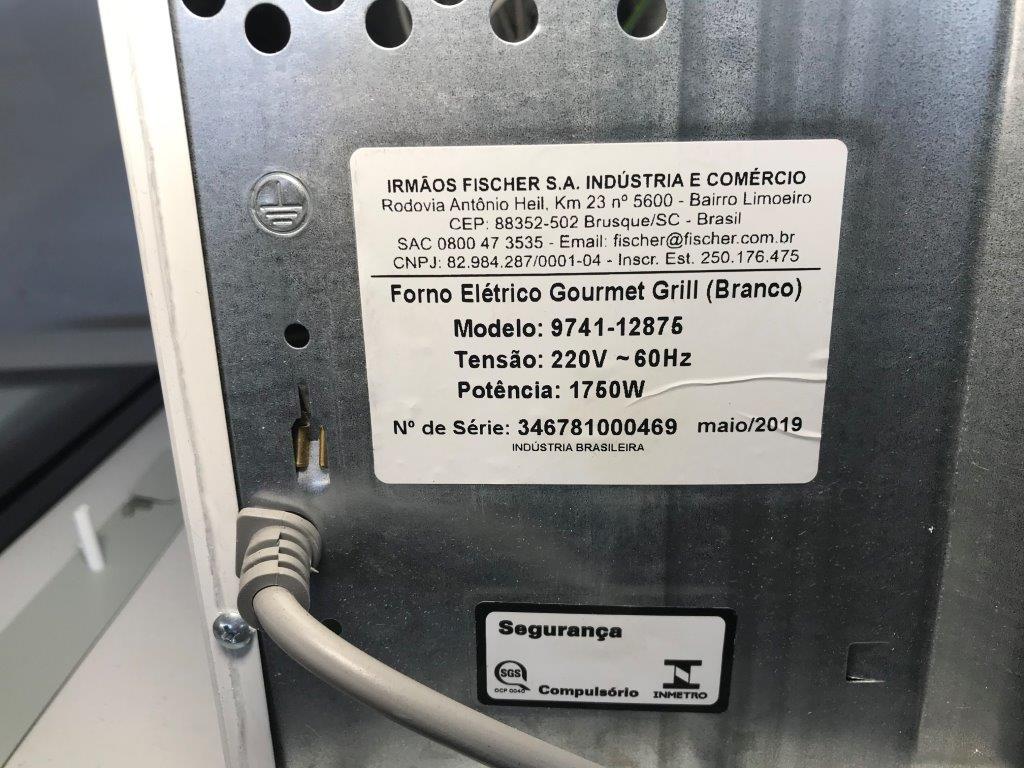 IRMÃOS FISCHER S.A. INDÚSTRIA E COMÉRCIO
Rodovia Antônio Heil, Km 23 nº 5600 - Bairro Limoeiro
CEP: 88352-502 Brusque/SC - Brasil
SAC 0800 47 3535 - Email: fischer@fischer.com.br
CNPJ: 82.984.287/0001-04 - Inscr. Est. 250.176.475
Forno Elétrico Gourmet Grill (Branco)
Modelo: 9741-12875
Tensão: 220V ~ 60Hz
Potência: 1750W
Nº de Série: 346781000469 maio/2019
INDÚSTRIA BRASILEIRA
Segurança
SGS
OCP 0040
Compulsório
INMETRO